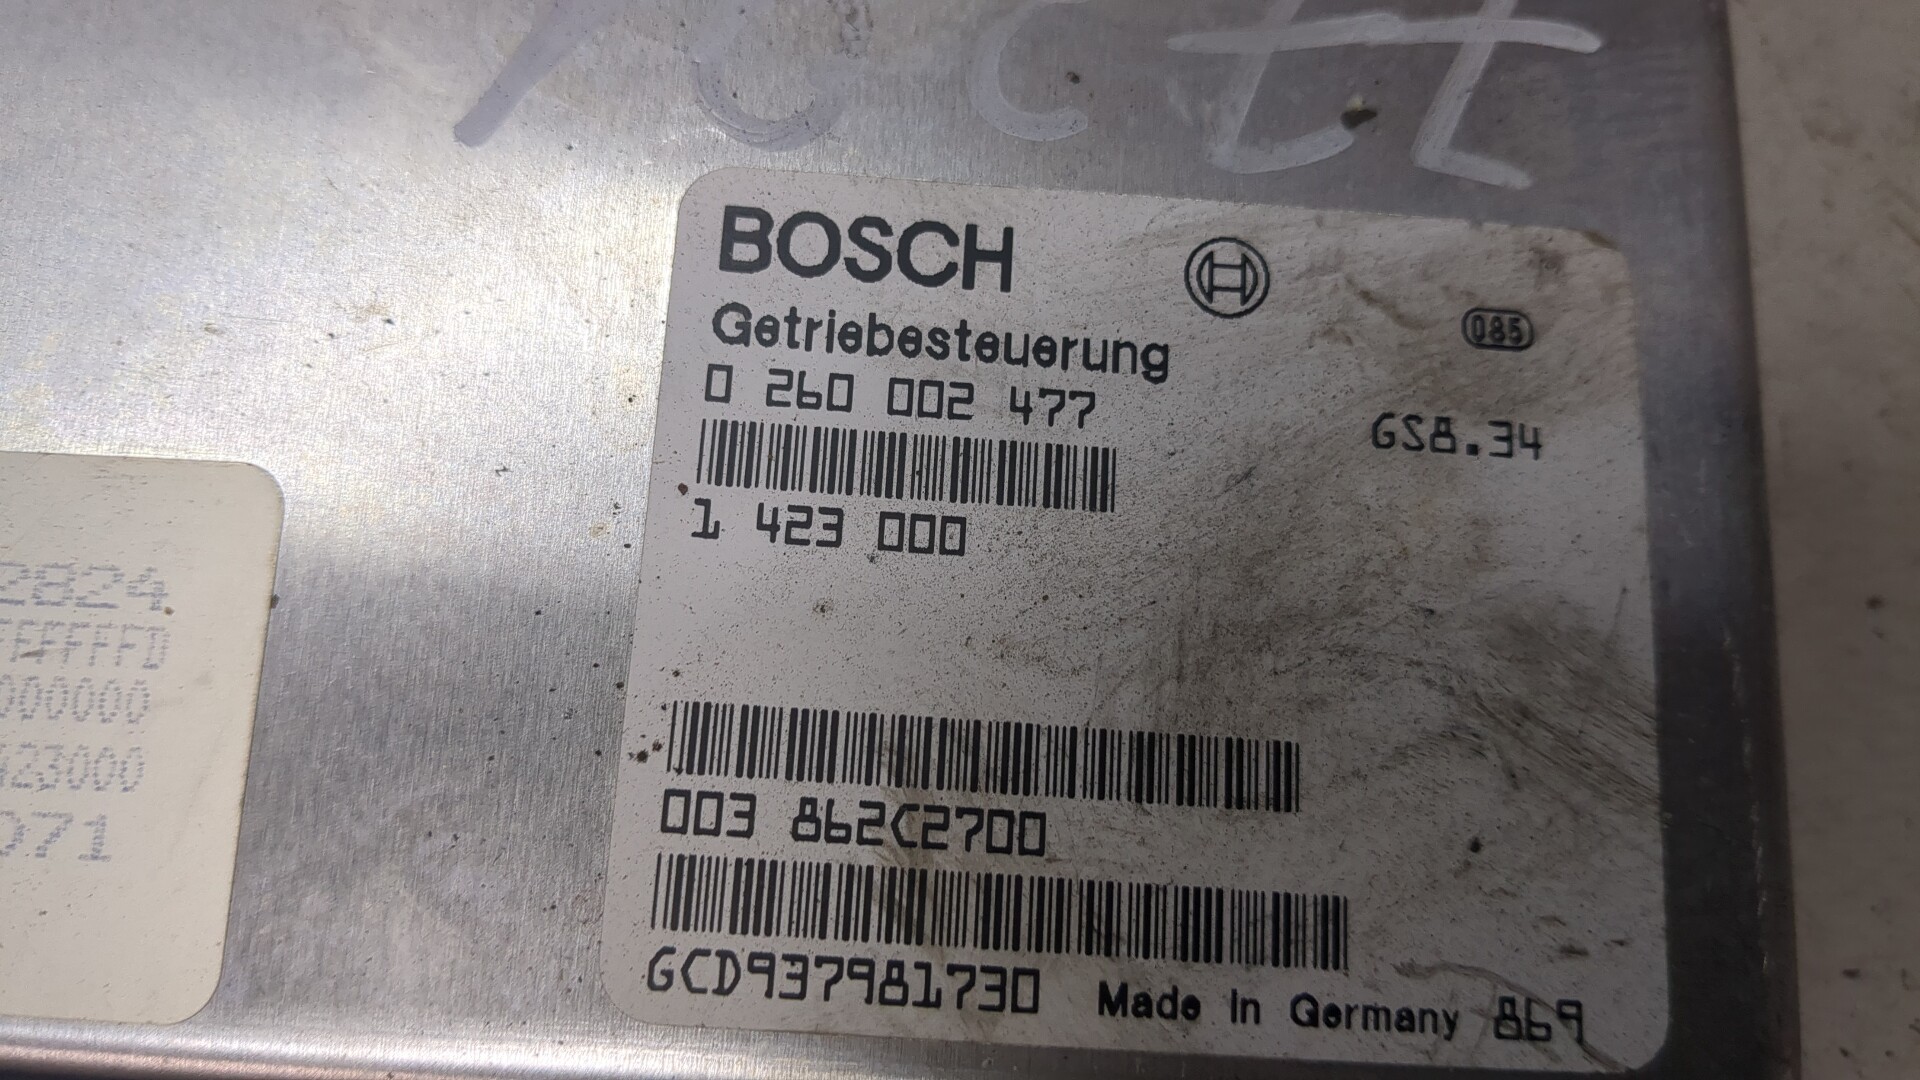 BOSCH
085
Getriebesteuerung
0 260 002 477
GS8.34
1 423 000
003 862C2700
GCD937981730 Made In Germany 869